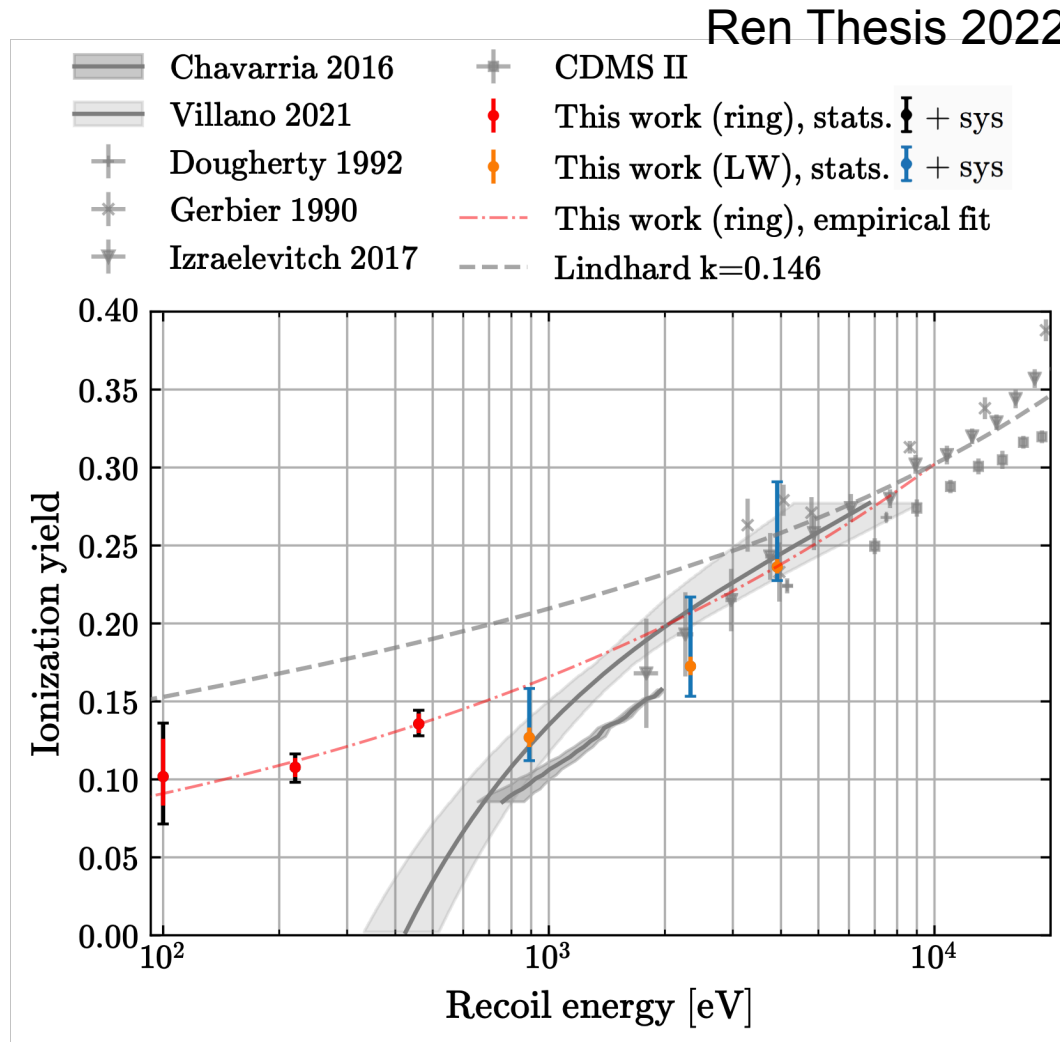 Ren Thesis 2022
Chavarria 2016
Villano 2021
Dougherty 1992
Gerbier 1990
Izraelevitch 2017
CDMS II
This work (ring), stats. + sys
This work (LW), stats. + sys
This work (ring), empirical fit
Lindhard k=0.146
0.40
0.35
0.30
0.25
0.20
0.15
0.10
0.05
0.00
Ionization yield
10²
10³
10⁴
Recoil energy [eV]